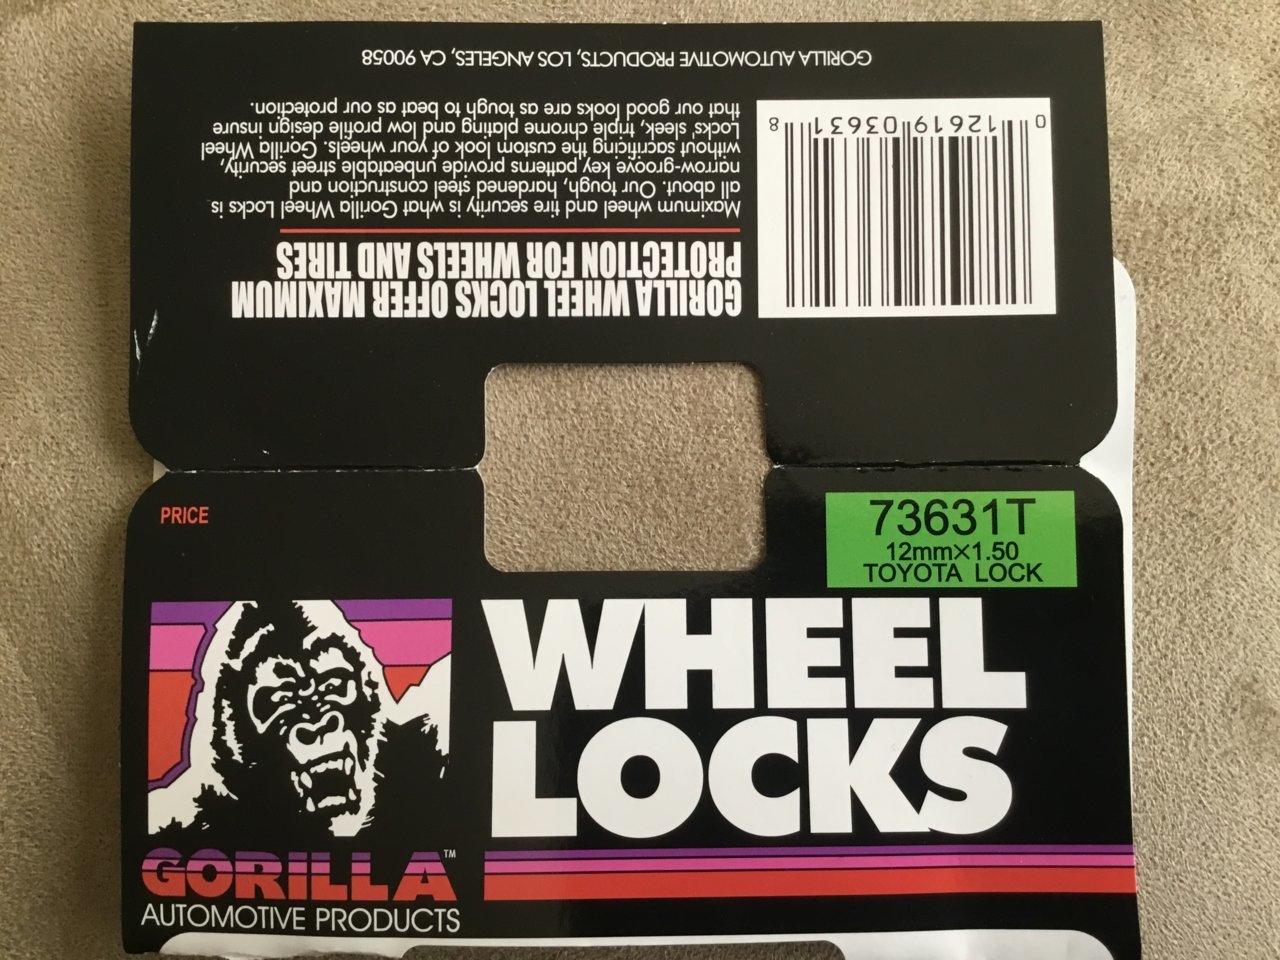 GORILLA AUTOMOTIVE PRODUCTS, LOS ANGELES, CA 90058
0 12619 03631 8
GORILLA WHEEL LOCKS OFFER MAXIMUM
PROTECTION FOR WHEELS AND TIRES
Maximum wheel and tire security is what Gorilla Wheel Locks is
all about. Our tough, hardened steel construction and
narrow-groove key patterns provide unbeatable street security,
without sacrificing the custom look of your wheels. Gorilla Wheel
Locks' sleek, triple chrome plating and low profile design insure
that our good looks are as tough to beat as our protection.
PRICE
73631T
12mm×1.50
TOYOTA LOCK
WHEEL
LOCKS
GORILLA™
AUTOMOTIVE PRODUCTS